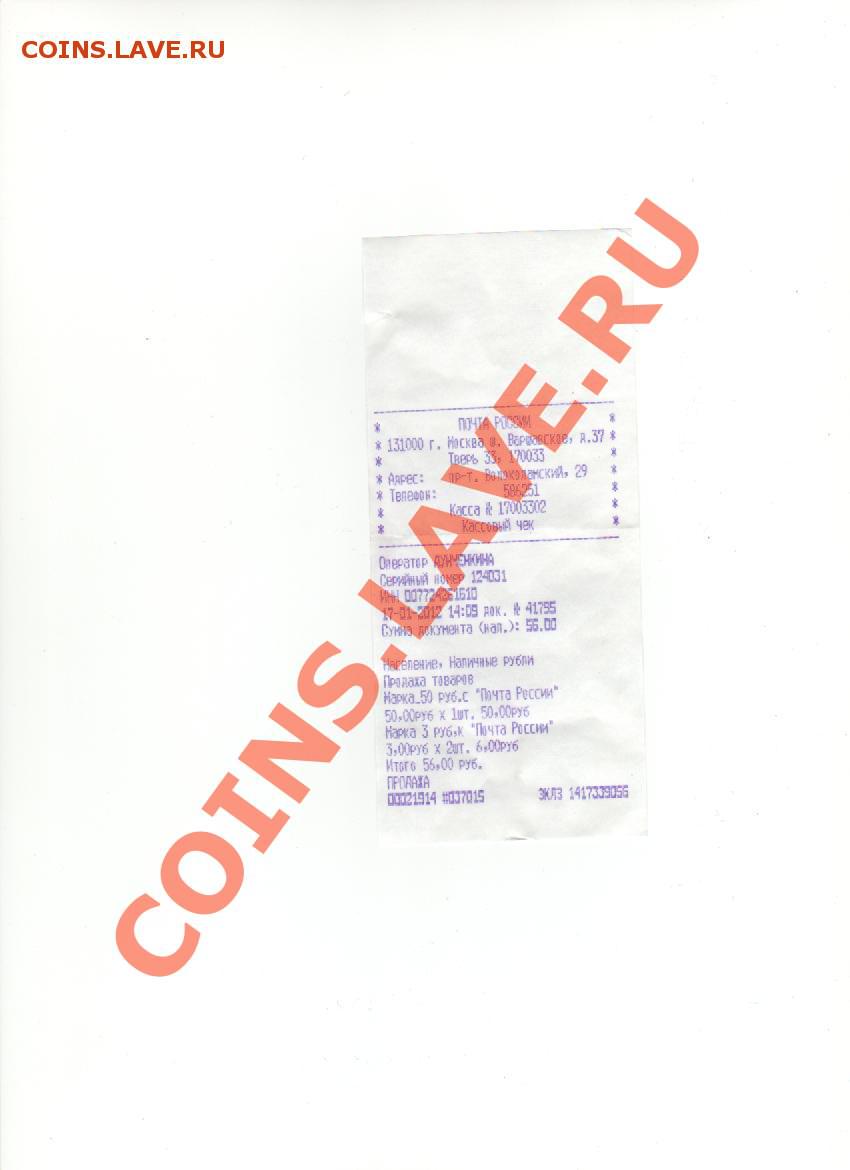 COINS.LAVE.RU
COINS.LAVE.RU
* ПОЧТА РОССИИ *
* 131000 г. Москва ш. Варшавское, д.37 *
* Тверь 33, 170033 *
* Адрес: пр-т. Волоколамский, 29 *
* Телефон: 586251 *
* Касса № 17003302 *
* Кассовый чек *
Оператор
Серийный номер 124031
ИНН 007724261610
17-01-2012 14:09 док. № 41795
Сумма документа (нал.): 56.00
Население, Наличные рубли
Продажа товаров
Марка_50 руб.с "Почта России"
50,00руб x 1шт. 50,00руб
Марка 3 руб,к "Почта России"
3,00руб x 2шт. 6,00руб
Итого 56,00 руб.
ПРОДАЖА
00021914 #037015 ЭКЛЗ 1417339056